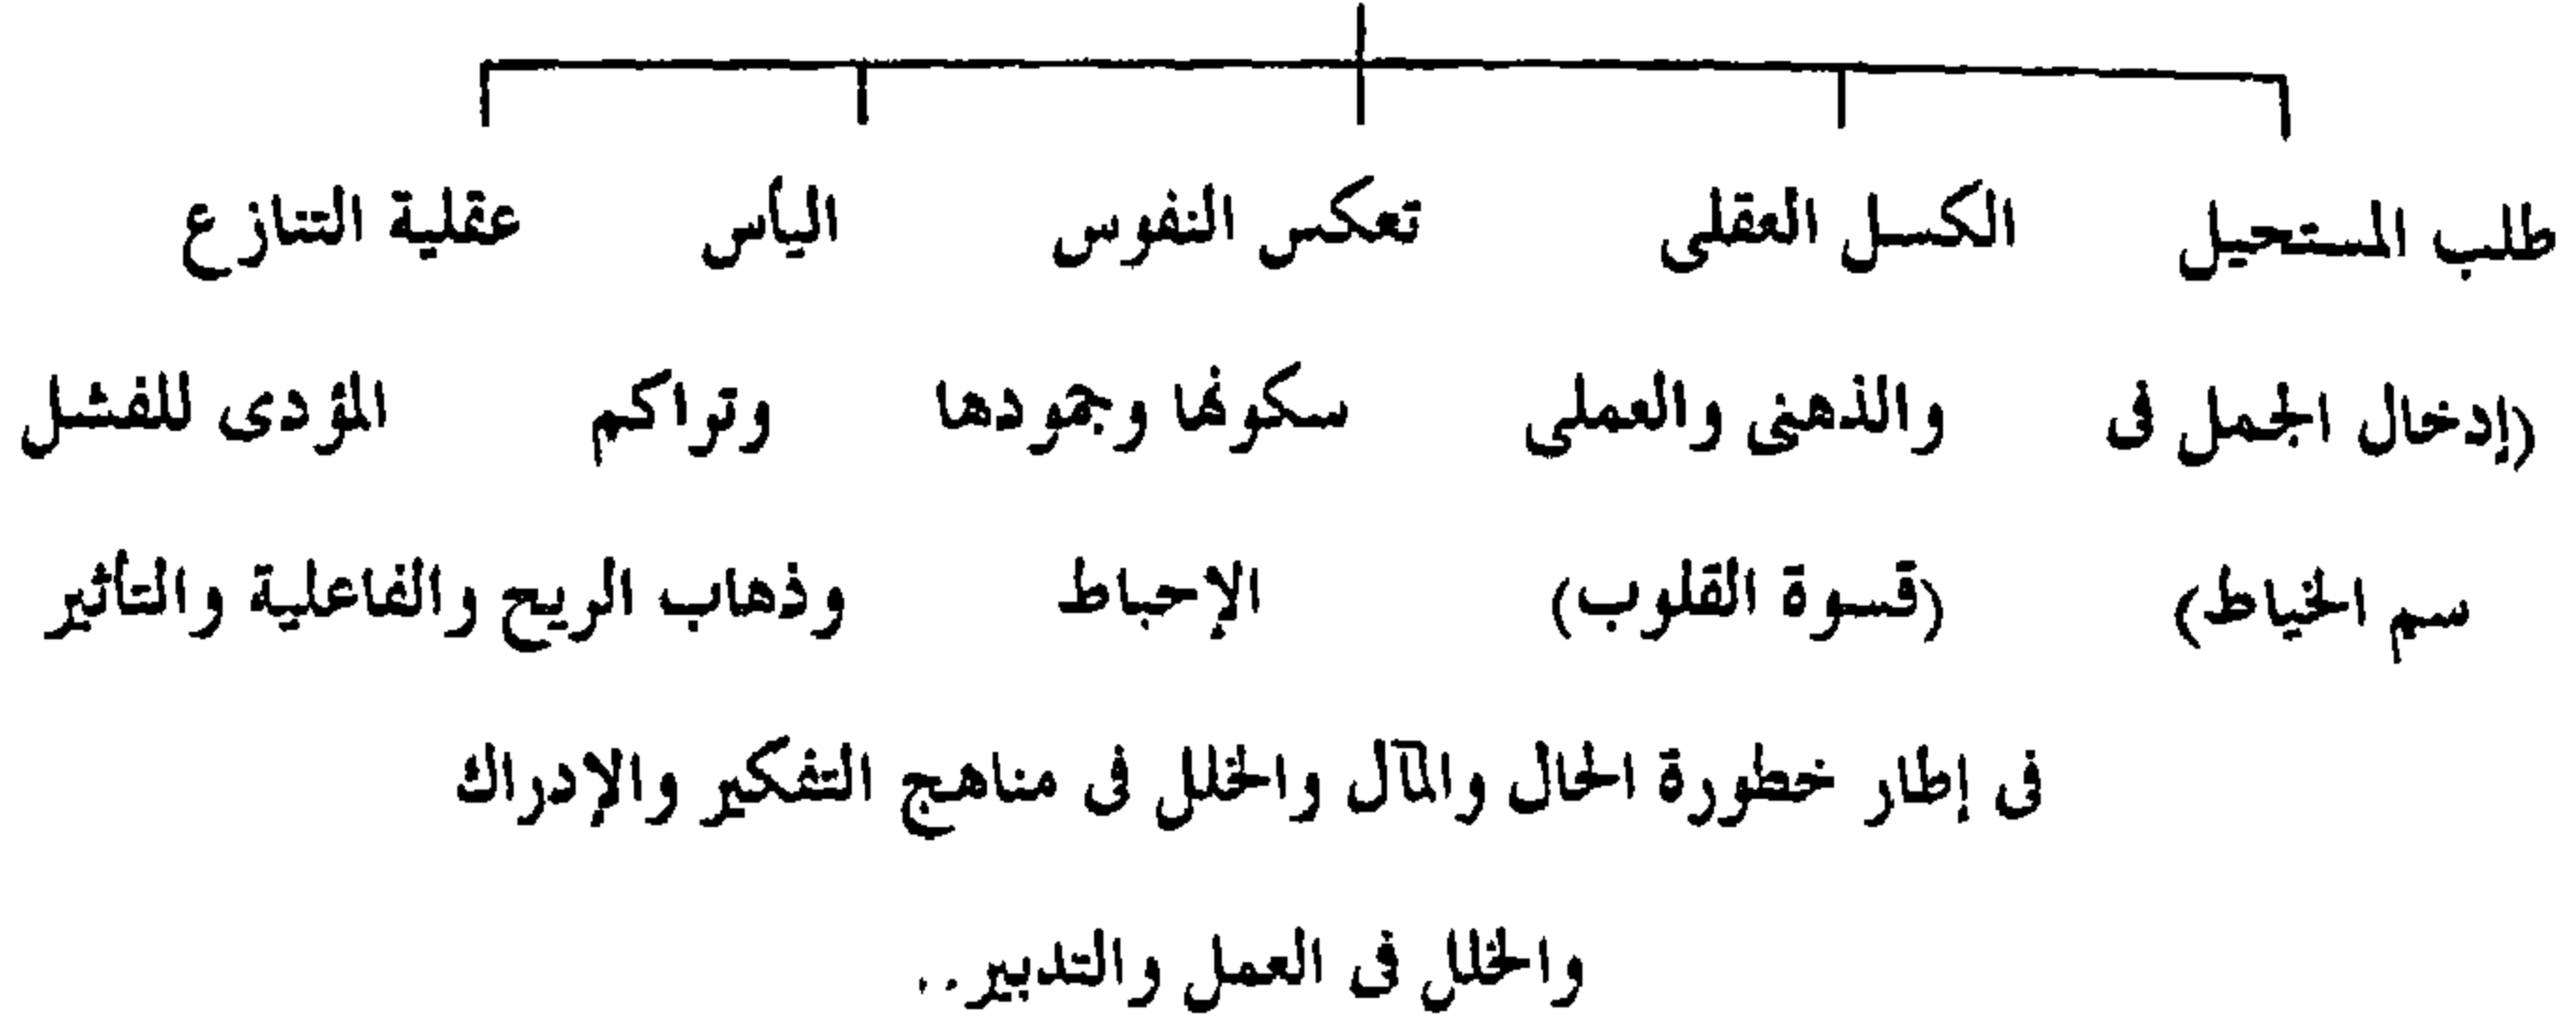 طلب المستحيل الكسل العقلى تعكس النفوس اليأس عقلية التنازع
(إدخال الجمل فى والذهنى والعملى سكونها وجمودها وتراكم المؤدى للفشل
سم الخياط) (قسوة القلوب) الإحباط وذهاب الريح والفاعلية والتأثير
فى إطار خطورة الحال والمآل والخلل فى مناهج التفكير والإدراك
والخلل فى العمل والتدبير..